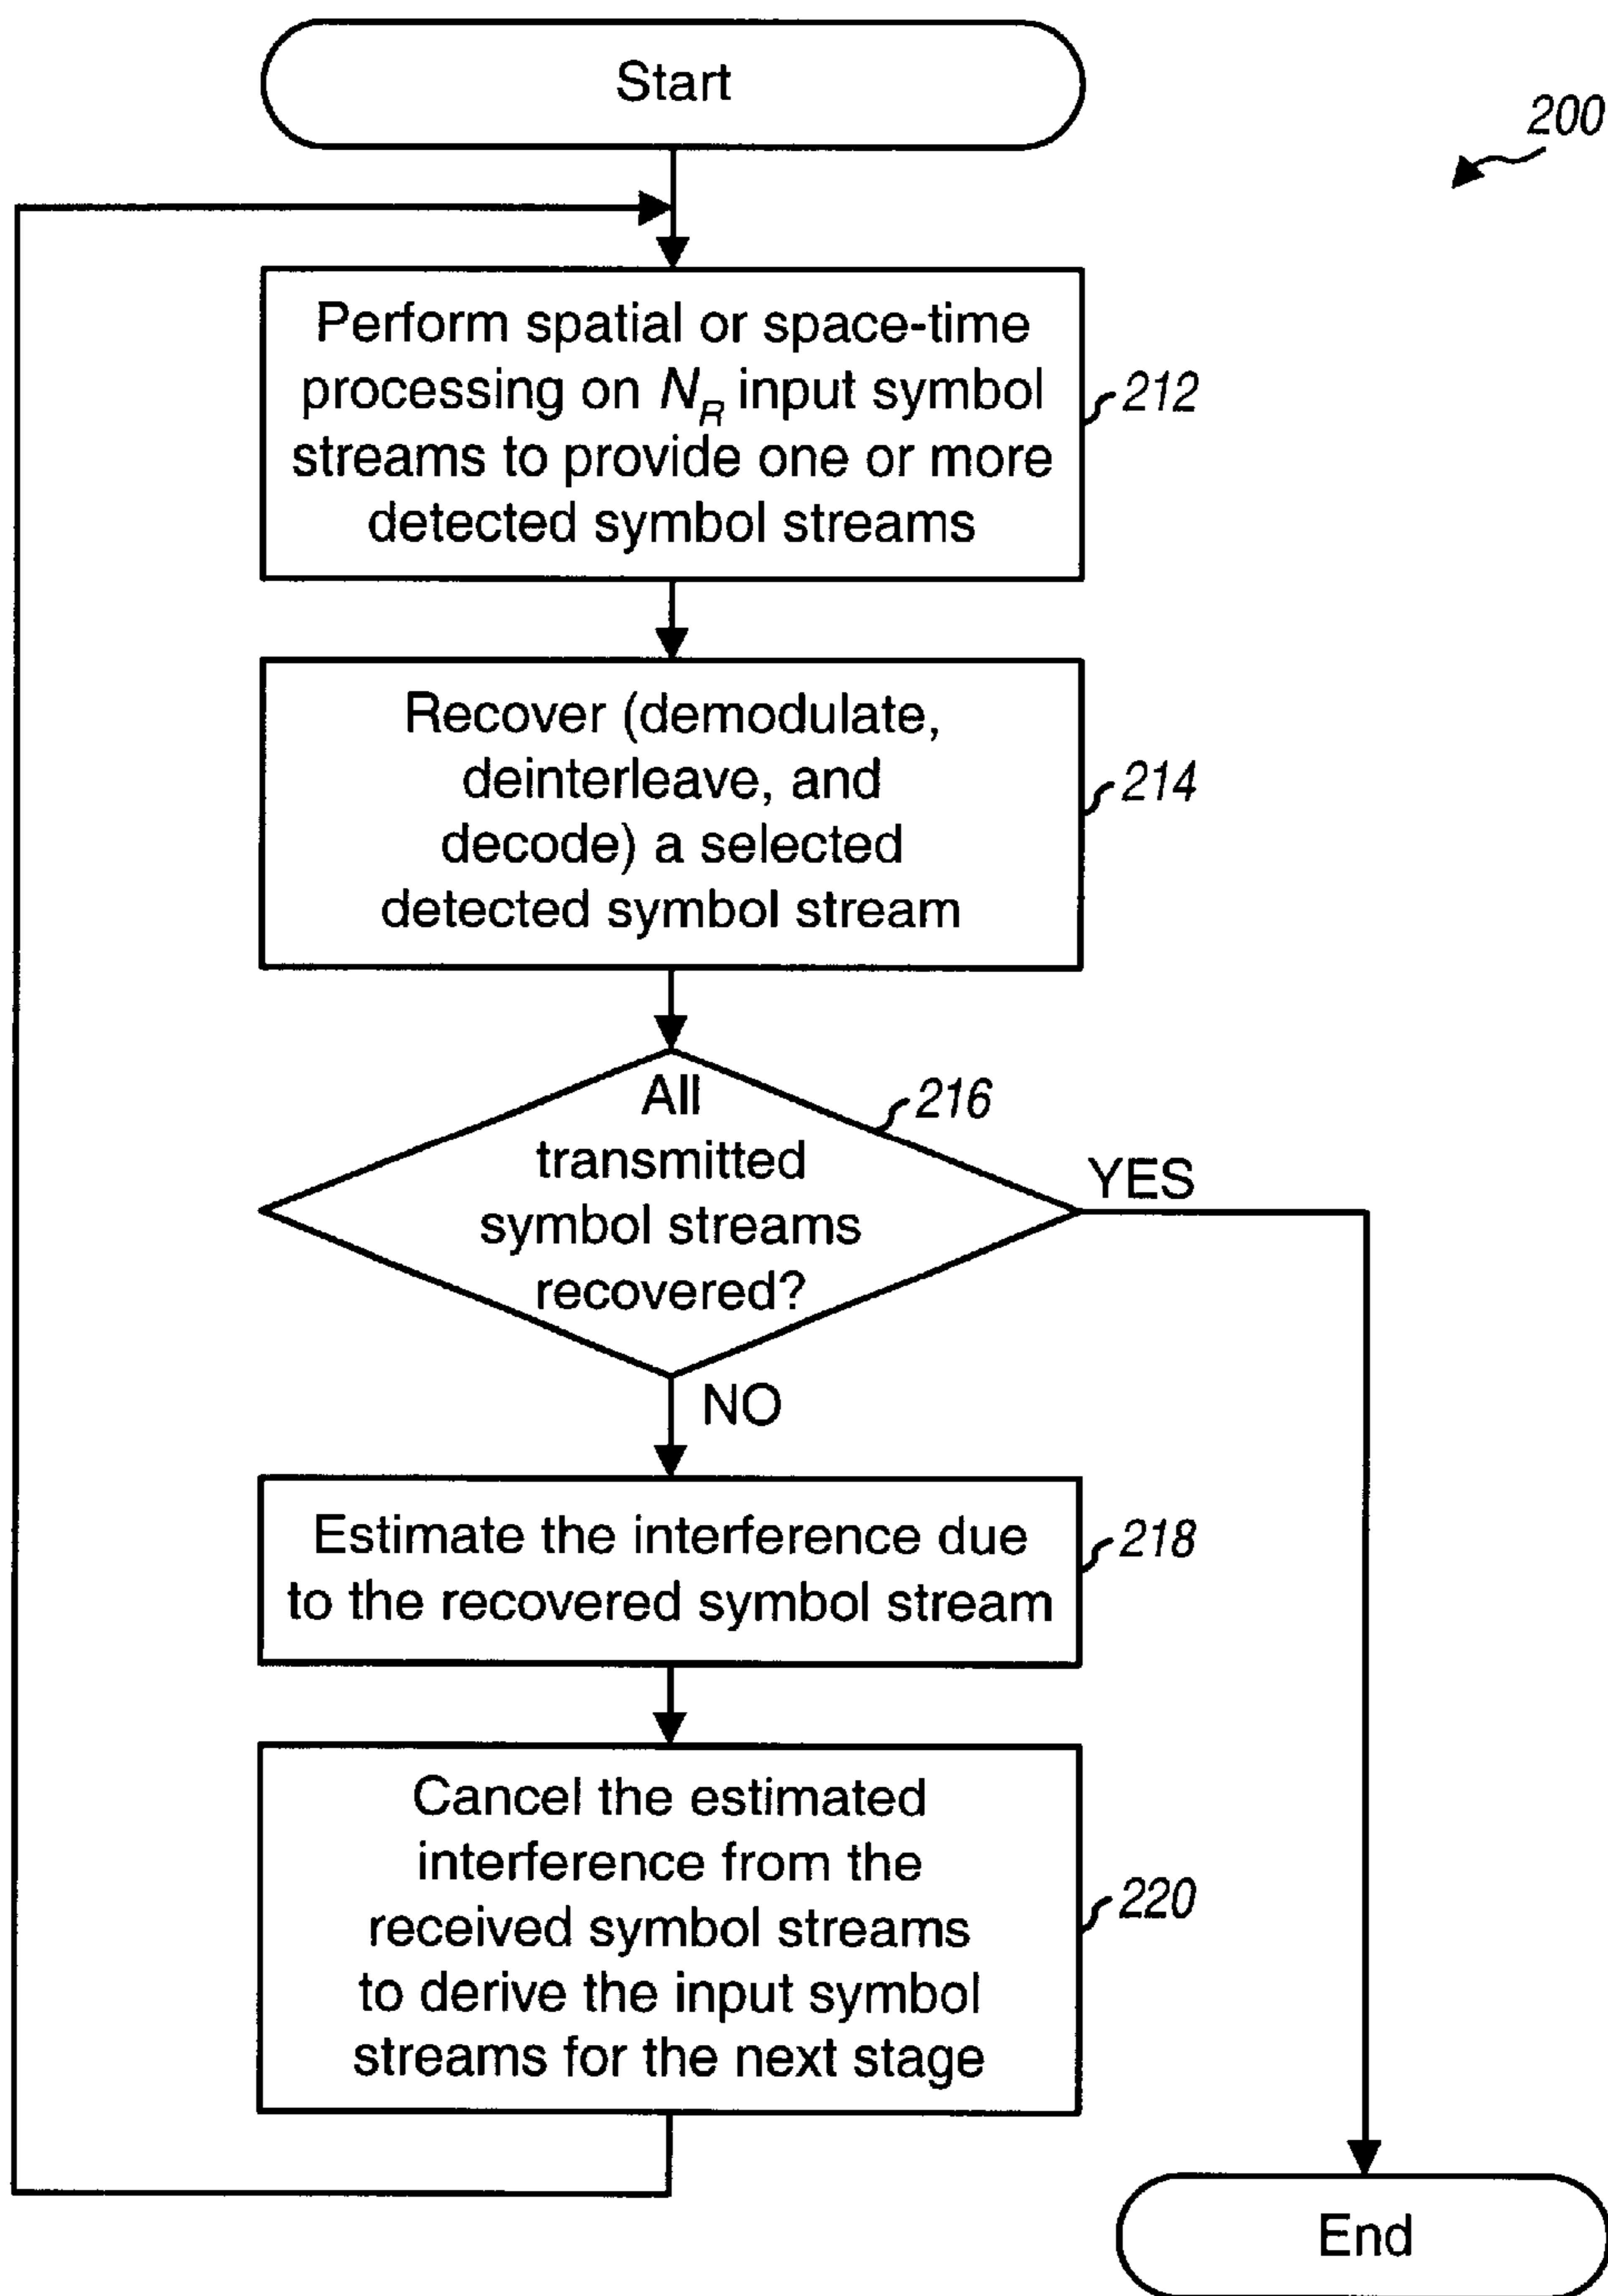 Start
200
Perform spatial or space-time
processing on N_R input symbol
streams to provide one or more
detected symbol streams
212
Recover (demodulate,
deinterleave, and
decode) a selected
detected symbol stream
214
All
transmitted
symbol streams
recovered?
216
YES
NO
Estimate the interference due
to the recovered symbol stream
218
Cancel the estimated
interference from the
received symbol streams
to derive the input symbol
streams for the next stage
220
End